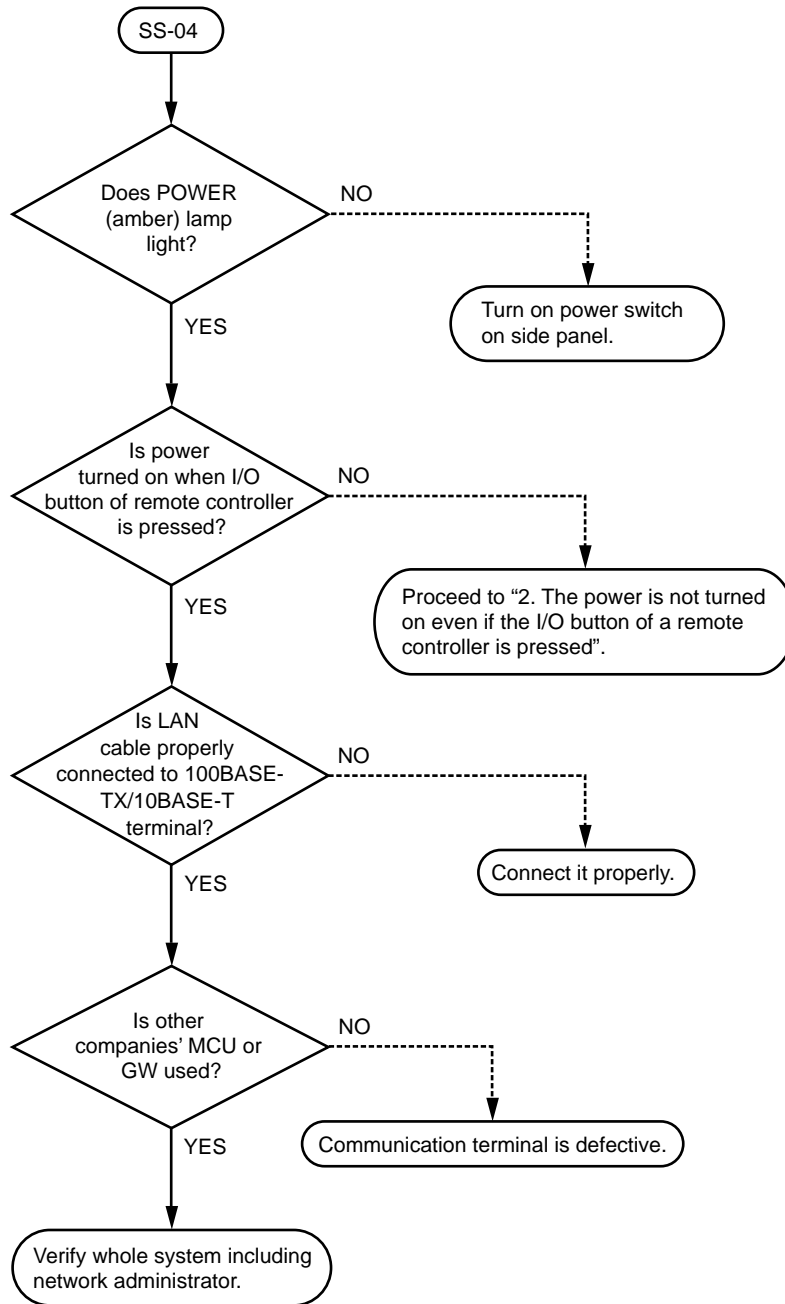 SS-04
Does POWER
(amber) lamp
light?
NO
Turn on power switch
on side panel.
YES
Is power
turned on when I/O
button of remote controller
is pressed?
NO
Proceed to “2. The power is not turned
on even if the I/O button of a remote
controller is pressed”.
YES
Is LAN
cable properly
connected to 100BASE-
TX/10BASE-T
terminal?
NO
Connect it properly.
YES
Is other
companies’ MCU or
GW used?
NO
Communication terminal is defective.
YES
Verify whole system including
network administrator.